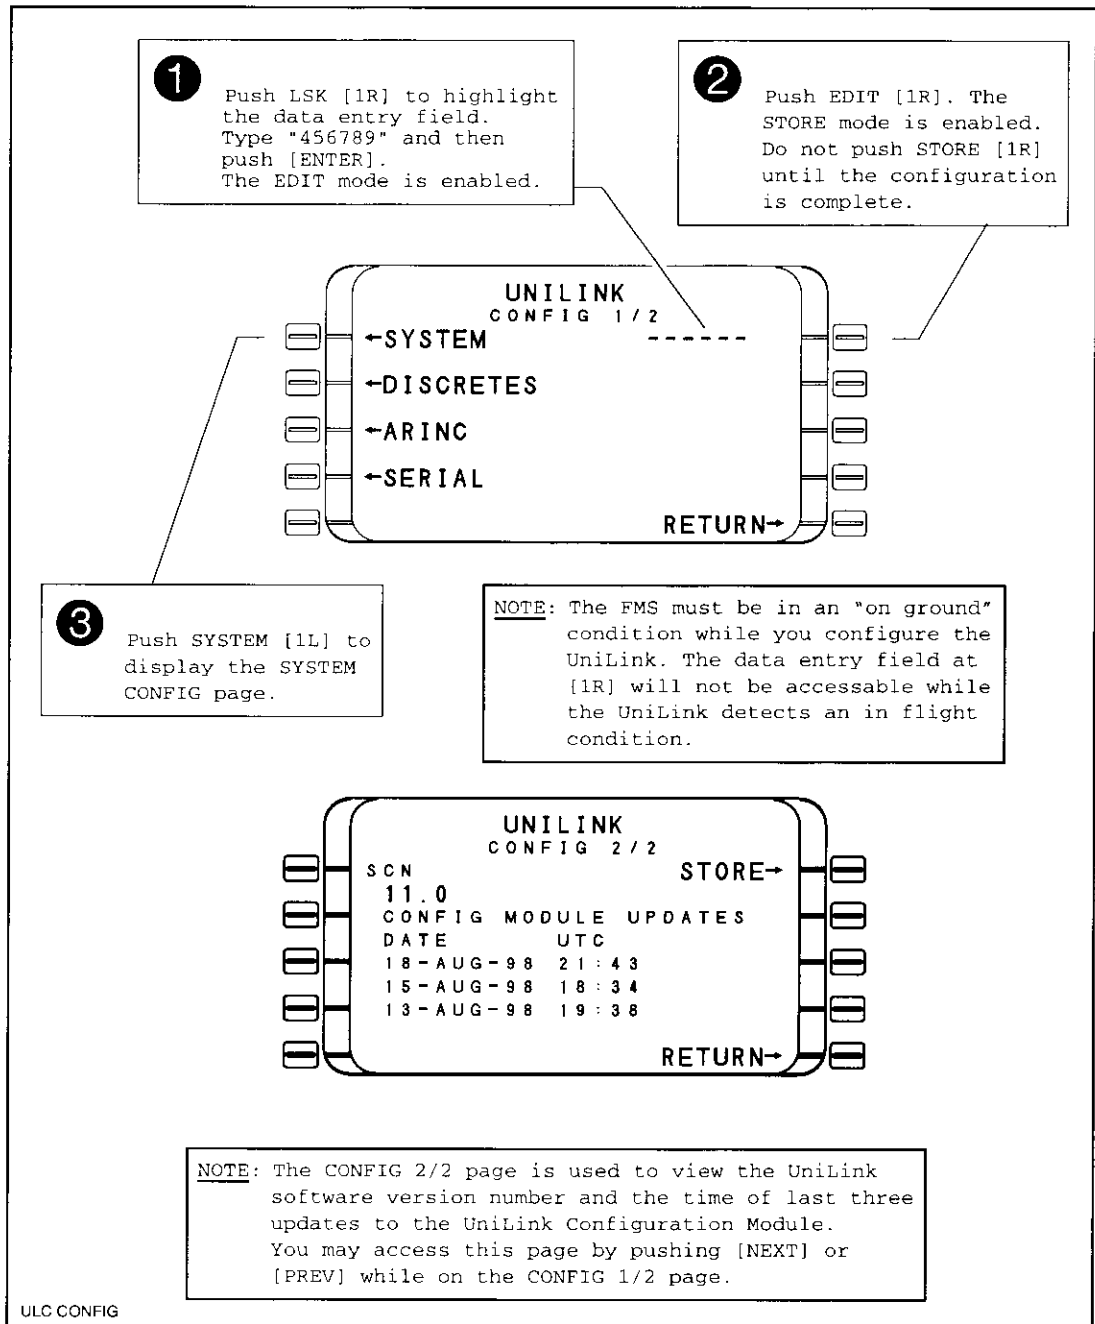 1
Push LSK [1R] to highlight
the data entry field.
Type "456789" and then
push [ENTER].
The EDIT mode is enabled.
2
Push EDIT [1R]. The
STORE mode is enabled.
Do not push STORE [1R]
until the configuration
is complete.
UNILINK
CONFIG 1/2
←SYSTEM ------
←DISCRETES
←ARINC
←SERIAL
RETURN→
3
Push SYSTEM [1L] to
display the SYSTEM
CONFIG page.
NOTE: The FMS must be in an "on ground"
condition while you configure the
UniLink. The data entry field at
[1R] will not be accessable while
the UniLink detects an in flight
condition.
UNILINK
CONFIG 2/2
SCN STORE→
11.0
CONFIG MODULE UPDATES
DATE UTC
18-AUG-98 21:43
15-AUG-98 18:34
13-AUG-98 19:38
RETURN→
NOTE: The CONFIG 2/2 page is used to view the UniLink
software version number and the time of last three
updates to the UniLink Configuration Module.
You may access this page by pushing [NEXT] or
[PREV] while on the CONFIG 1/2 page.
ULC CONFIG